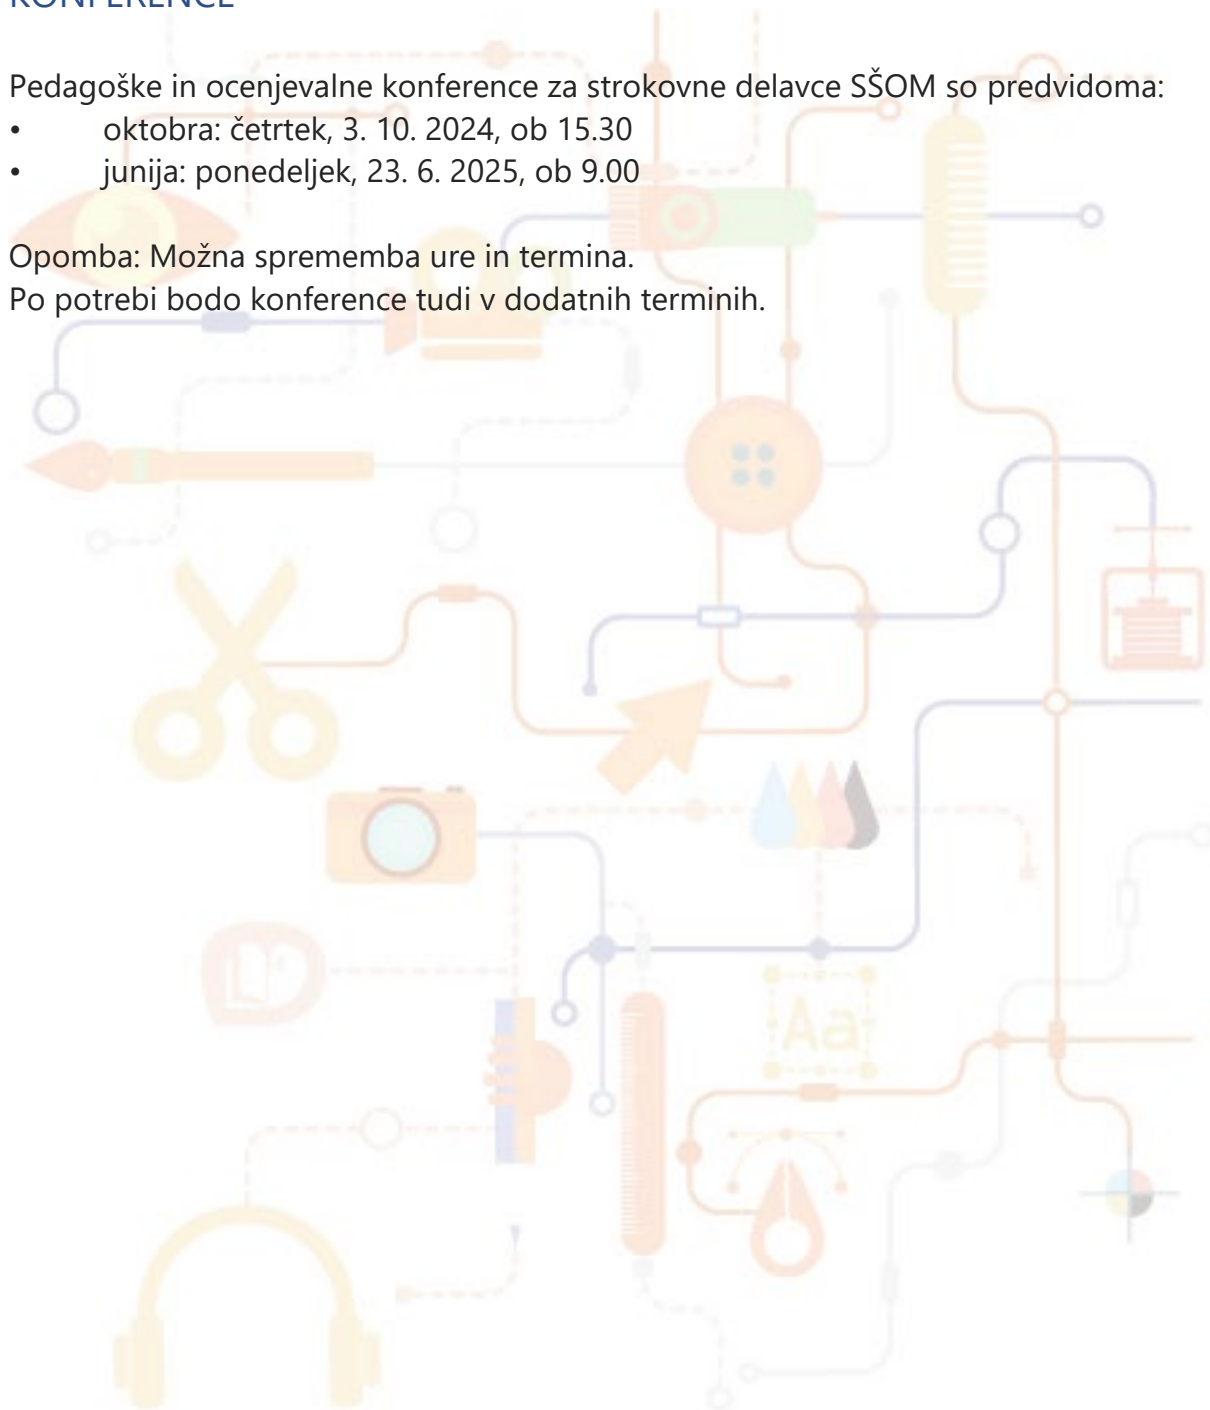 KONFERENCE
Pedagoške in ocenjevalne konference za strokovne delavce SŠOM so predvidoma:
• oktobra: četrtek, 3. 10. 2024, ob 15.30
• junija: ponedeljek, 23. 6. 2025, ob 9.00
Opomba: Možna sprememba ure in termina.
Po potrebi bodo konference tudi v dodatnih terminih.
Aa